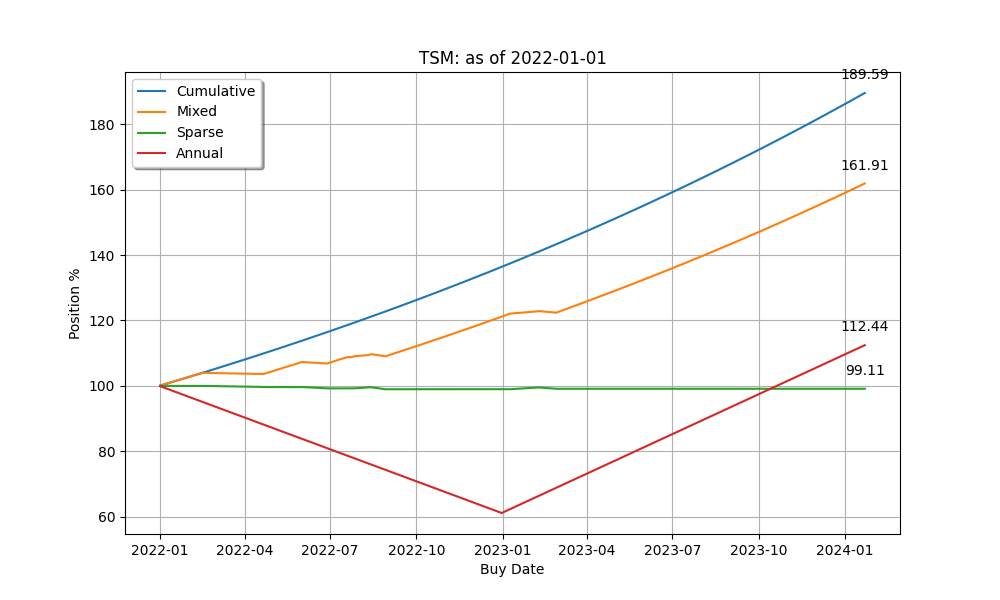 TSM: as of 2022-01-01
189.59
Cumulative
Mixed
Sparse
Annual
180
161.91
160
140
Position %
120
112.44
100
99.11
80
60
2022-01 2022-04 2022-07 2022-10 2023-01 2023-04 2023-07 2023-10 2024-01
Buy Date